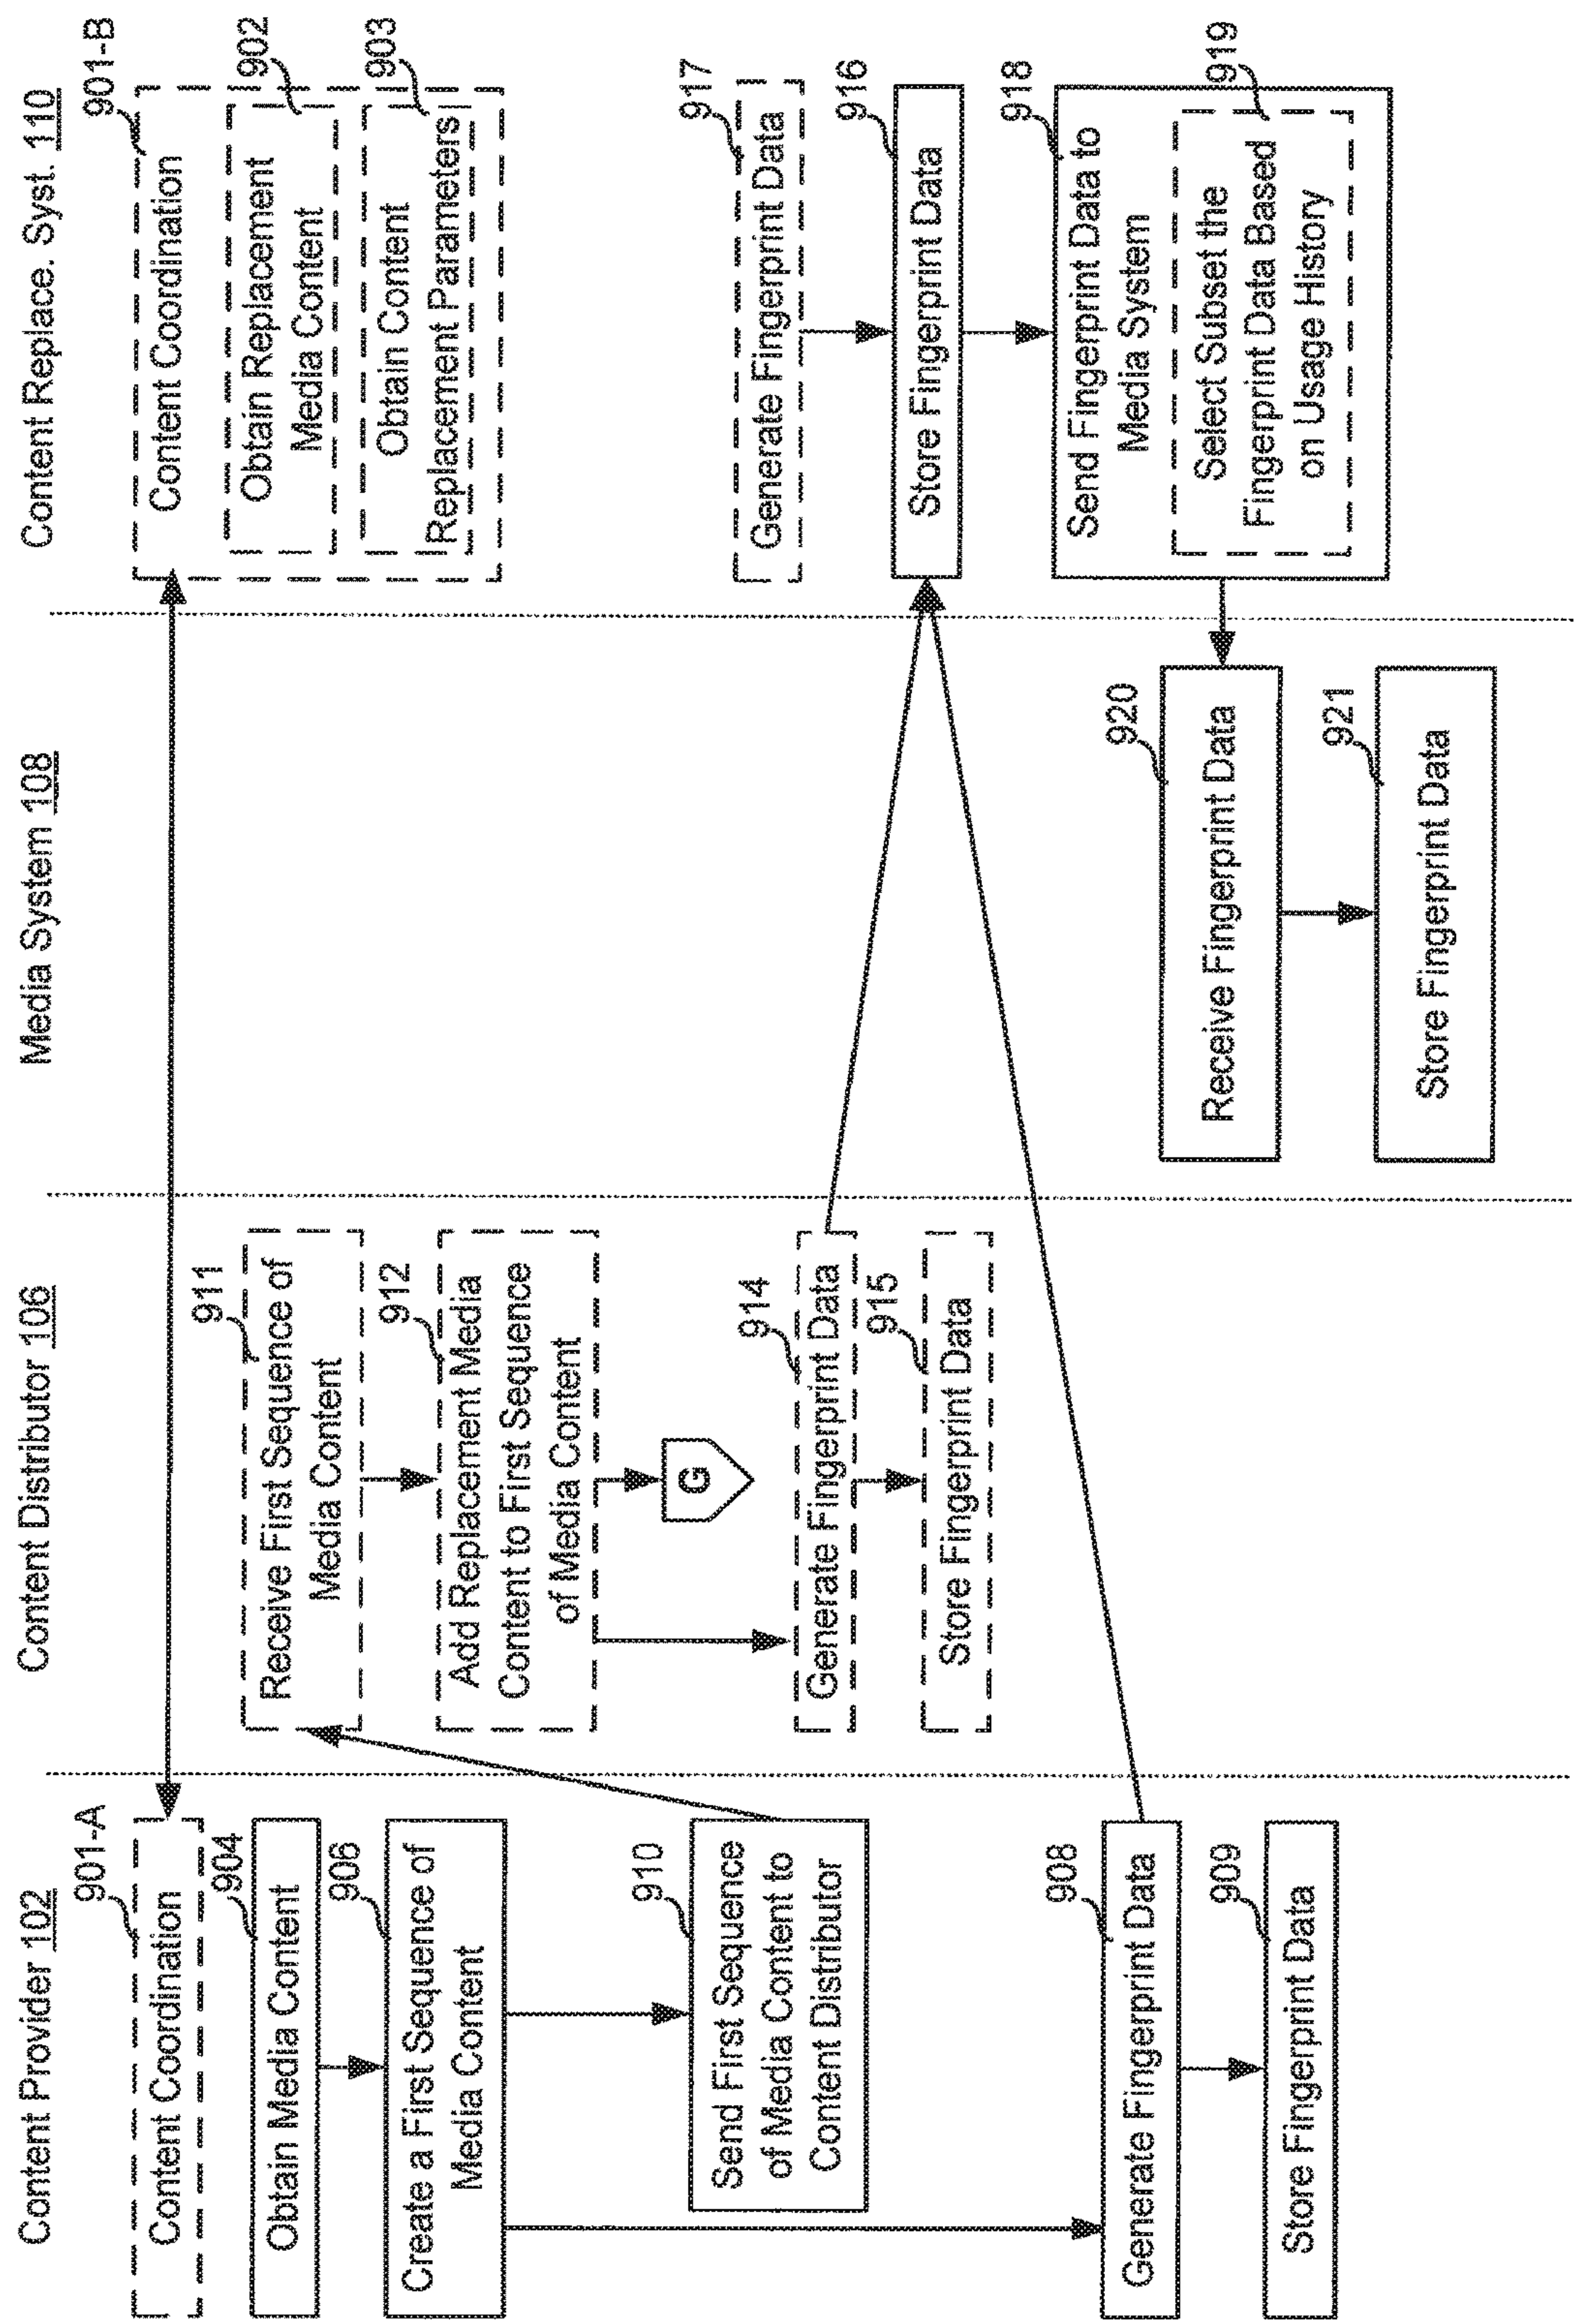 Content Provider 102
901-A
Content Coordination
904
Obtain Media Content
906
Create a First Sequence of
Media Content
910
Send First Sequence
of Media Content to
Content Distributor
908
Generate Fingerprint Data
909
Store Fingerprint Data
Content Distributor 106
911
Receive First Sequence of
Media Content
912
Add Replacement Media
Content to First Sequence
of Media Content
G
914
Generate Fingerprint Data
915
Store Fingerprint Data
Media System 108
920
Receive Fingerprint Data
921
Store Fingerprint Data
Content Replace. Syst. 110
901-B
Content Coordination
902
Obtain Replacement
Media Content
903
Obtain Content
Replacement Parameters
917
Generate Fingerprint Data
916
Store Fingerprint Data
918
Send Fingerprint Data to
Media System
919
Select Subset the
Fingerprint Data Based
on Usage History